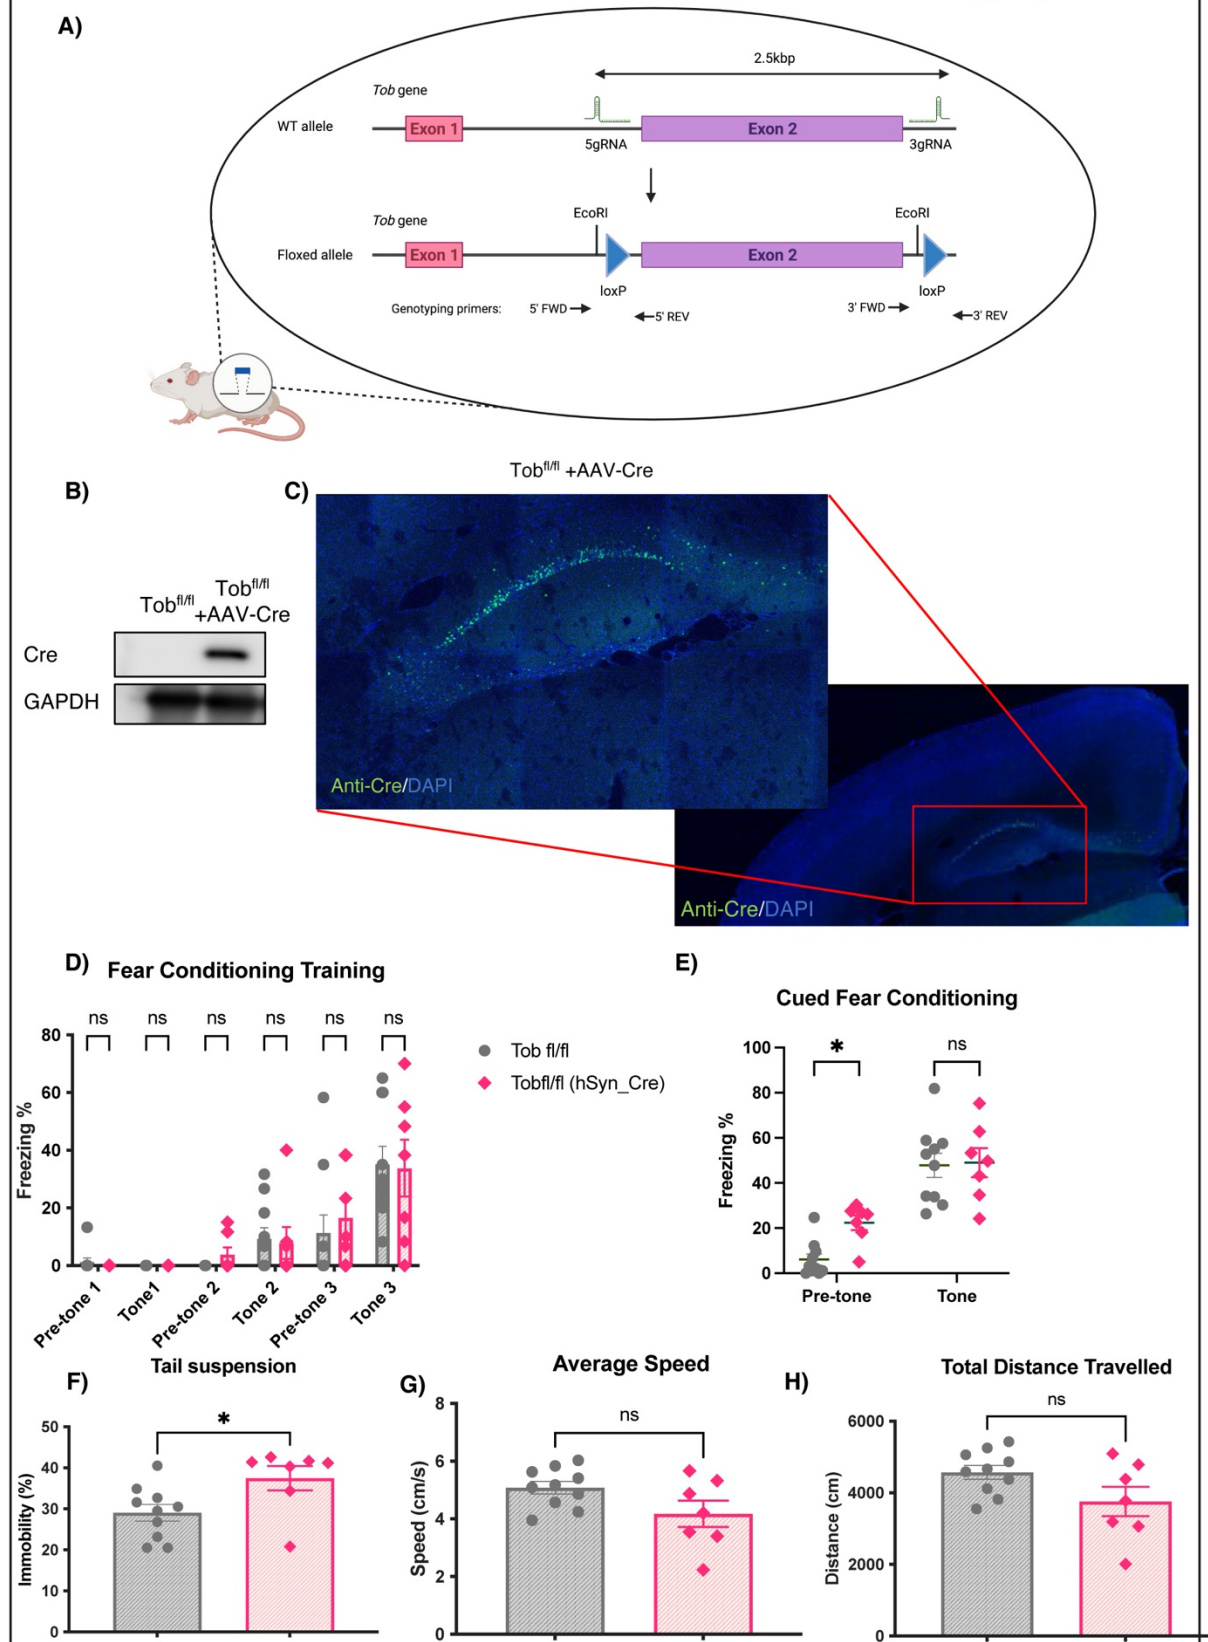 A)
2.5kbp
Tob gene
WT allele
Exon 1
Exon 2
5gRNA
3gRNA
Tob gene
EcoRI
EcoRI
Floxed allele
Exon 1
Exon 2
loxP
loxP
Genotyping primers:
5' FWD
5' REV
3' FWD
3' REV
B)
Tobfl/fl
Tobfl/fl
+AAV-Cre
Cre
GAPDH
C)
Tobfl/fl +AAV-Cre
Anti-Cre/DAPI
Anti-Cre/DAPI
D)
Fear Conditioning Training
ns ns ns ns ns ns
Freezing %
80
60
40
20
0
Pre-tone 1
Tone1
Pre-tone 2
Tone 2
Pre-tone 3
Tone 3
Tob fl/fl
Tobfl/fl (hSyn_Cre)
E)
Cued Fear Conditioning
* ns
Freezing %
100
80
60
40
20
0
Pre-tone
Tone
F)
Tail suspension
*
Immobility (%)
50
40
30
20
10
0
G)
Average Speed
ns
Speed (cm/s)
8
6
4
2
0
H)
Total Distance Travelled
ns
Distance (cm)
6000
4000
2000
0